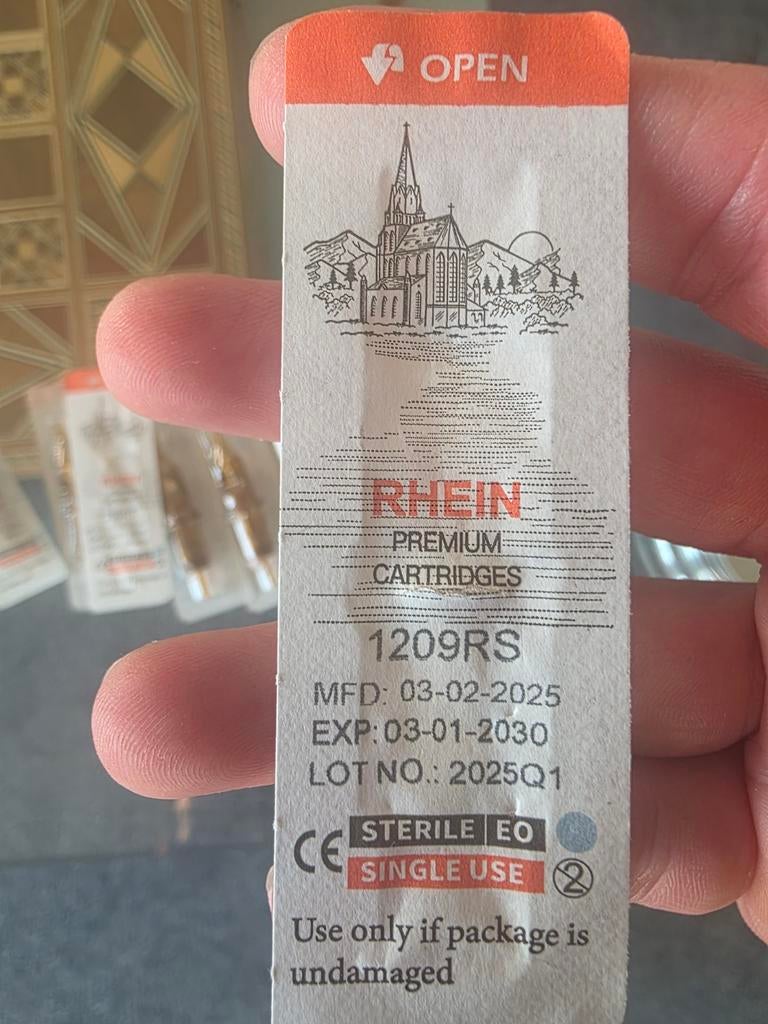 OPEN
RHEIN
PREMIUM
CARTRIDGES
1209RS
MFD: 03-02-2025
EXP: 03-01-2030
LOT NO.: 2025Q1
CE STERILE EO
SINGLE USE 2
Use only if package is
undamaged